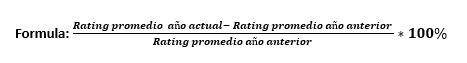 Rating promedio año actual− Rating promedio año anterior
Formula: ――― * 100%
Rating promedio año anterior